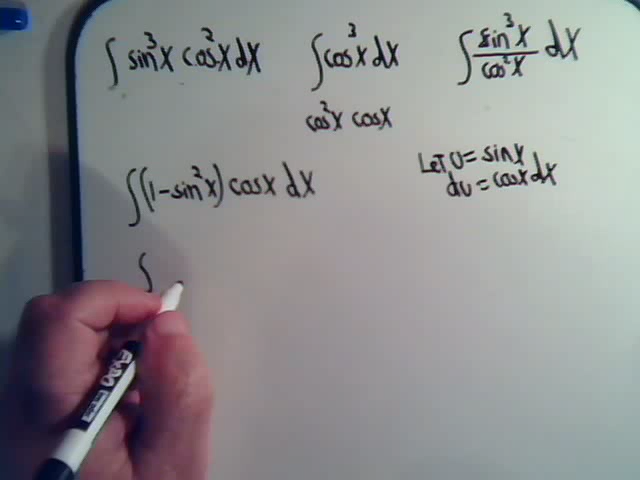 ∫ sin³x cos²x dx   ∫ cos³x dx   ∫ sin³x/cos²x dx
cos²x cosx
Let u = sinx
du = cosx dx
∫(1-sin²x) cosx dx
∫
EXPO